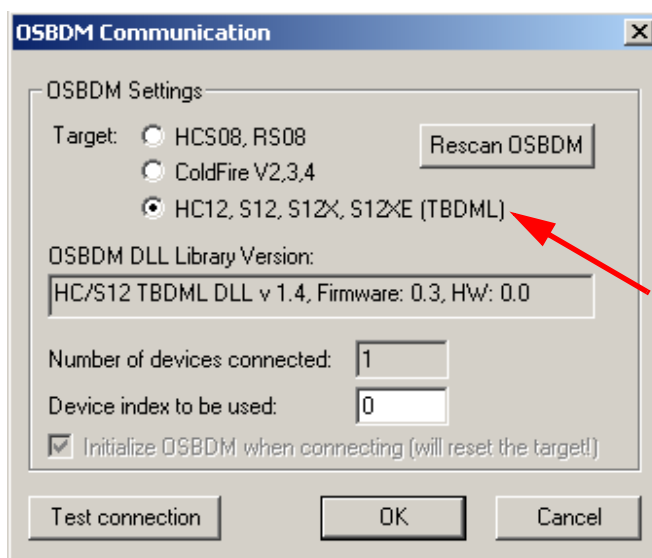 OSBDM Communication
OSBDM Settings
Target:
HCS08, RS08
Rescan OSBDM
ColdFire V2,3,4
HC12, S12, S12X, S12XE (TBDML)
OSBDM DLL Library Version:
HC/S12 TBDML DLL v 1.4, Firmware: 0.3, HW: 0.0
Number of devices connected:
1
Device index to be used:
0
Initialize OSBDM when connecting (will reset the target!)
Test connection
OK
Cancel